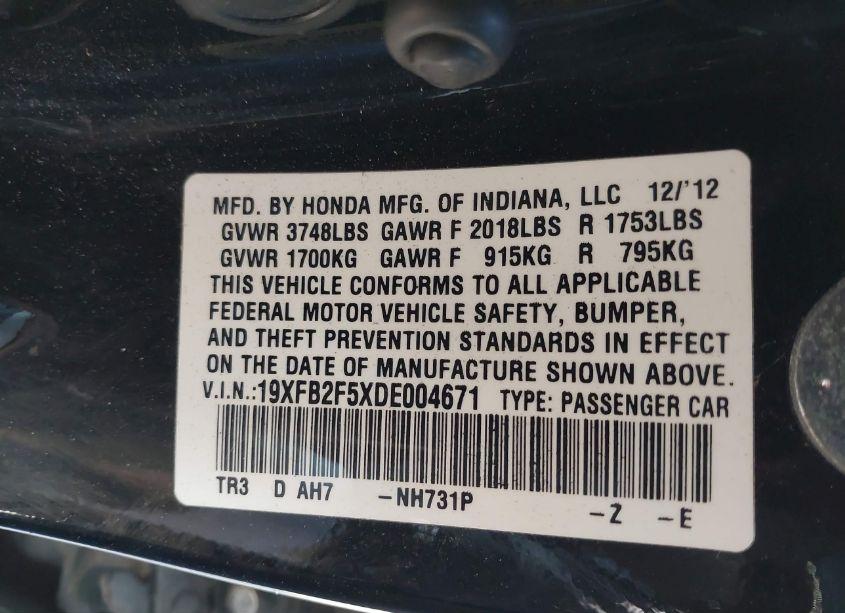 MFD. BY HONDA MFG. OF INDIANA, LLC 12/'12
GVWR 3748LBS GAWR F 2018LBS R 1753LBS
GVWR 1700KG GAWR F 915KG R 795KG
THIS VEHICLE CONFORMS TO ALL APPLICABLE
FEDERAL MOTOR VEHICLE SAFETY, BUMPER,
AND THEFT PREVENTION STANDARDS IN EFFECT
ON THE DATE OF MANUFACTURE SHOWN ABOVE.
V.I.N.:19XFB2F5XDE004671 TYPE: PASSENGER CAR
TR3 D AH7 -NH731P -Z -E